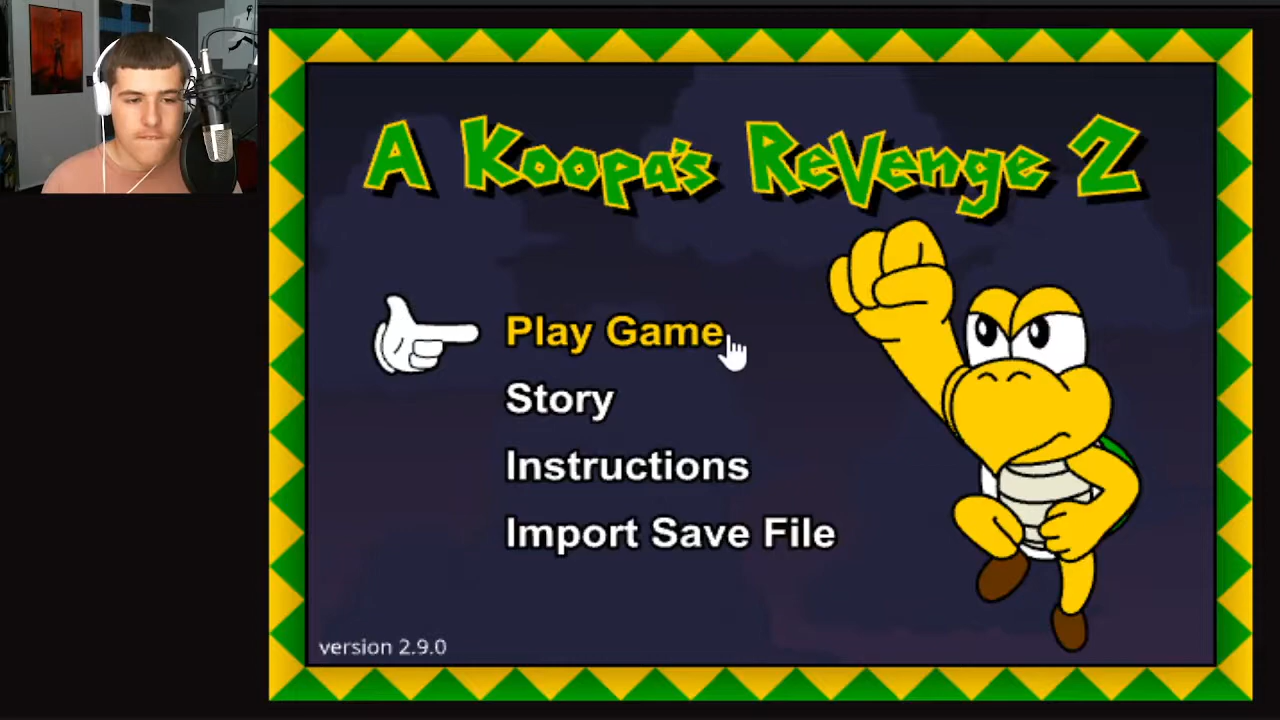 A Koopa's Revenge 2
Play Game
Story
Instructions
Import Save File
version 2.9.0